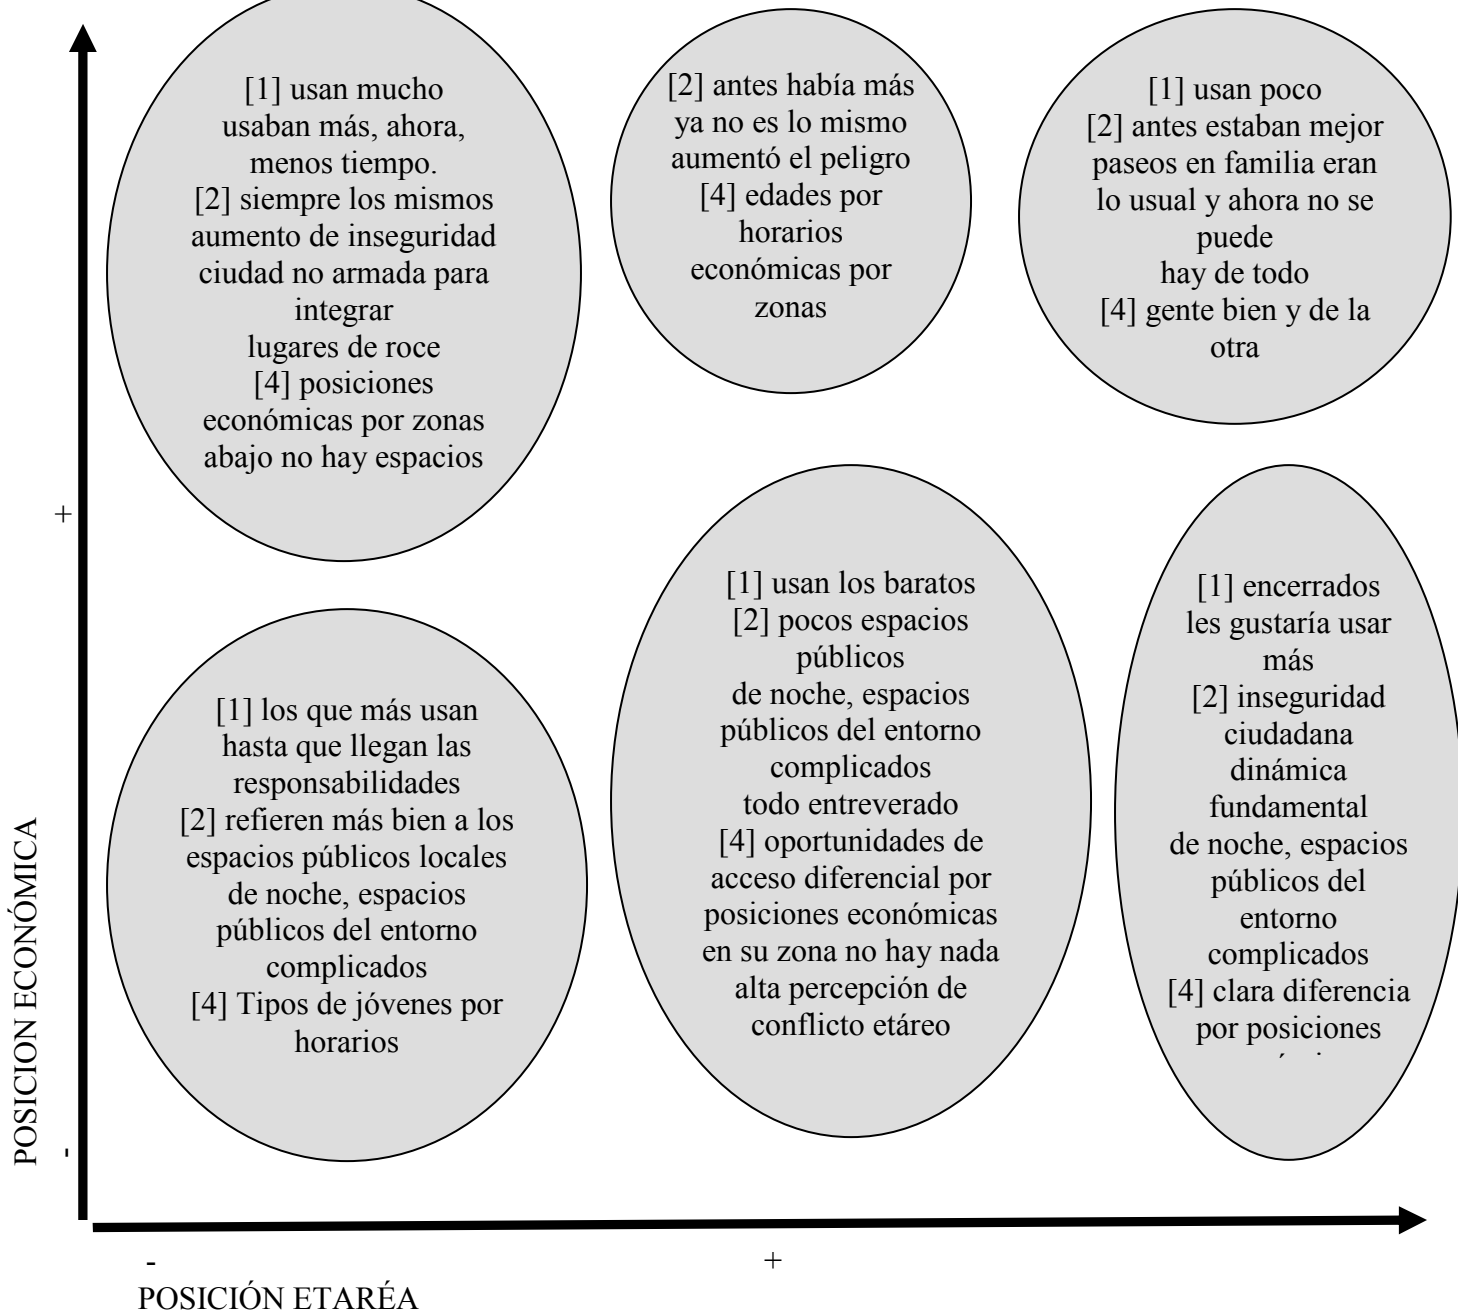 [1] usan mucho
usaban más, ahora,
menos tiempo.
[2] siempre los mismos
aumento de inseguridad
ciudad no armada para
integrar
lugares de roce
[4] posiciones
económicas por zonas
abajo no hay espacios
[2] antes había más
ya no es lo mismo
aumentó el peligro
[4] edades por
horarios
económicas por
zonas
[1] usan poco
[2] antes estaban mejor
paseos en familia eran
lo usual y ahora no se
puede
hay de todo
[4] gente bien y de la
otra
[1] los que más usan
hasta que llegan las
responsabilidades
[2] refieren más bien a los
espacios públicos locales
de noche, espacios
públicos del entorno
complicados
[4] Tipos de jóvenes por
horarios
[1] usan los baratos
[2] pocos espacios
públicos
de noche, espacios
públicos del entorno
complicados
todo entreverado
[4] oportunidades de
acceso diferencial por
posiciones económicas
en su zona no hay nada
alta percepción de
conflicto etáreo
[1] encerrados
les gustaría usar
más
[2] inseguridad
ciudadana
dinámica
fundamental
de noche, espacios
públicos del
entorno
complicados
[4] clara diferencia
por posiciones
+
-
POSICION ECONÓMICA
-
+
POSICIÓN ETARÉA